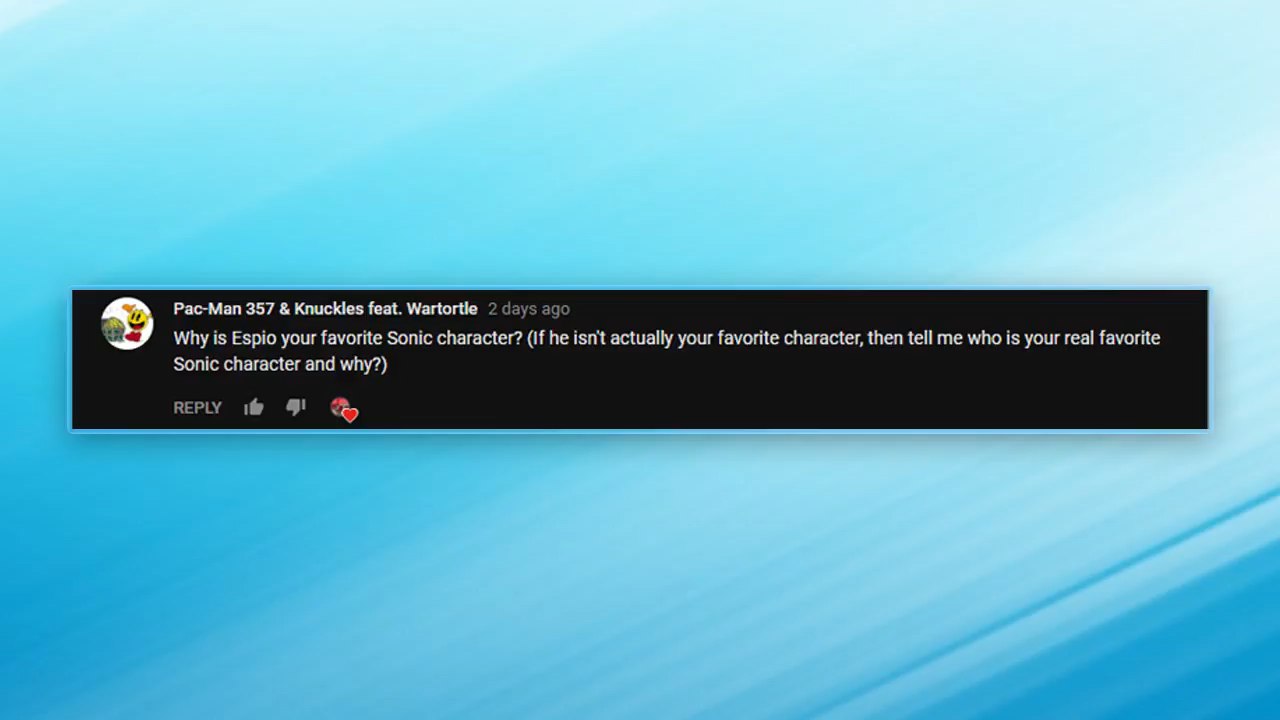 Pac-Man 357 & Knuckles feat. Wartortle 2 days ago
Why is Espio your favorite Sonic character? (If he isn't actually your favorite character, then tell me who is your real favorite
Sonic character and why?)
REPLY